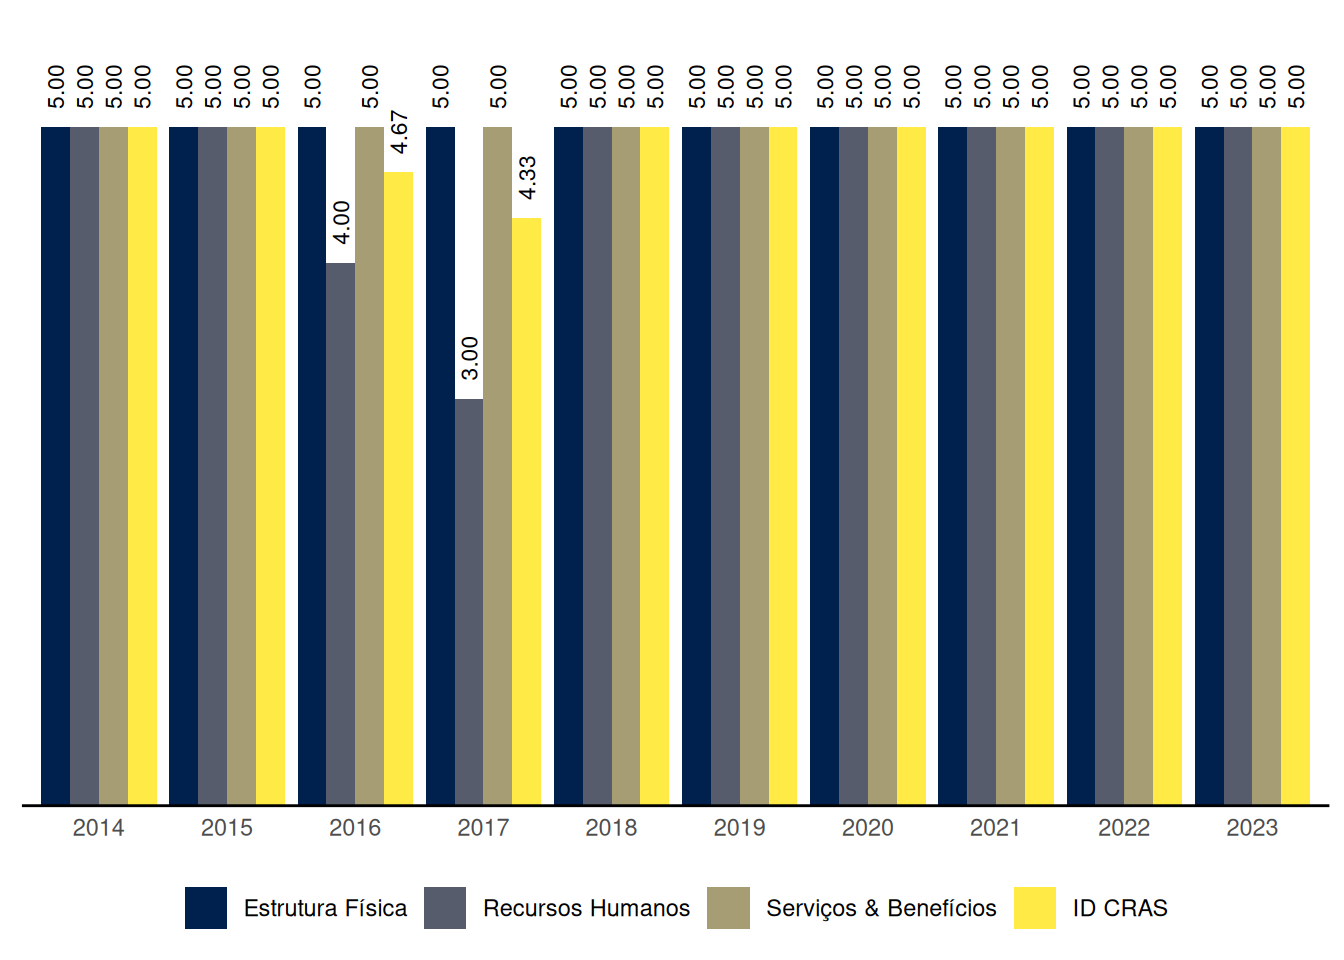 5.00 5.00 5.00 5.00 5.00 5.00 5.00 5.00 5.00 4.00 5.00 4.67 5.00 3.00 5.00 4.33 5.00 5.00 5.00 5.00 5.00 5.00 5.00 5.00 5.00 5.00 5.00 5.00 5.00 5.00 5.00 5.00 5.00 5.00 5.00 5.00 5.00 5.00 5.00 5.00
2014 2015 2016 2017 2018 2019 2020 2021 2022 2023
Estrutura Física Recursos Humanos Serviços & Benefícios ID CRAS